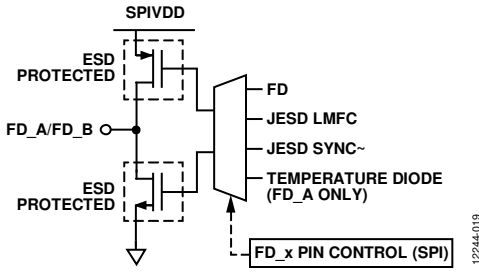 SPIVDD
ESD
PROTECTED
FD
JESD LMFC
FD_A/FD_B
JESD SYNC~
TEMPERATURE DIODE
(FD_A ONLY)
ESD
PROTECTED
FD_x PIN CONTROL (SPI)
12244-019